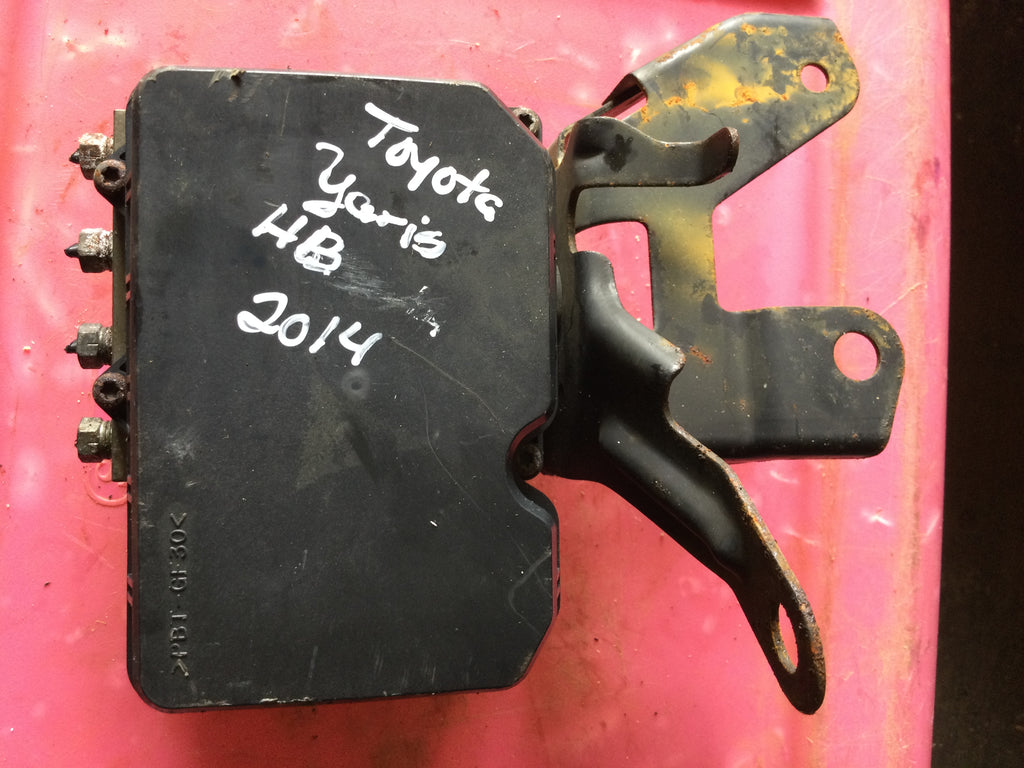 Toyota
Yaris
HB
2014
>PBT-GF30<